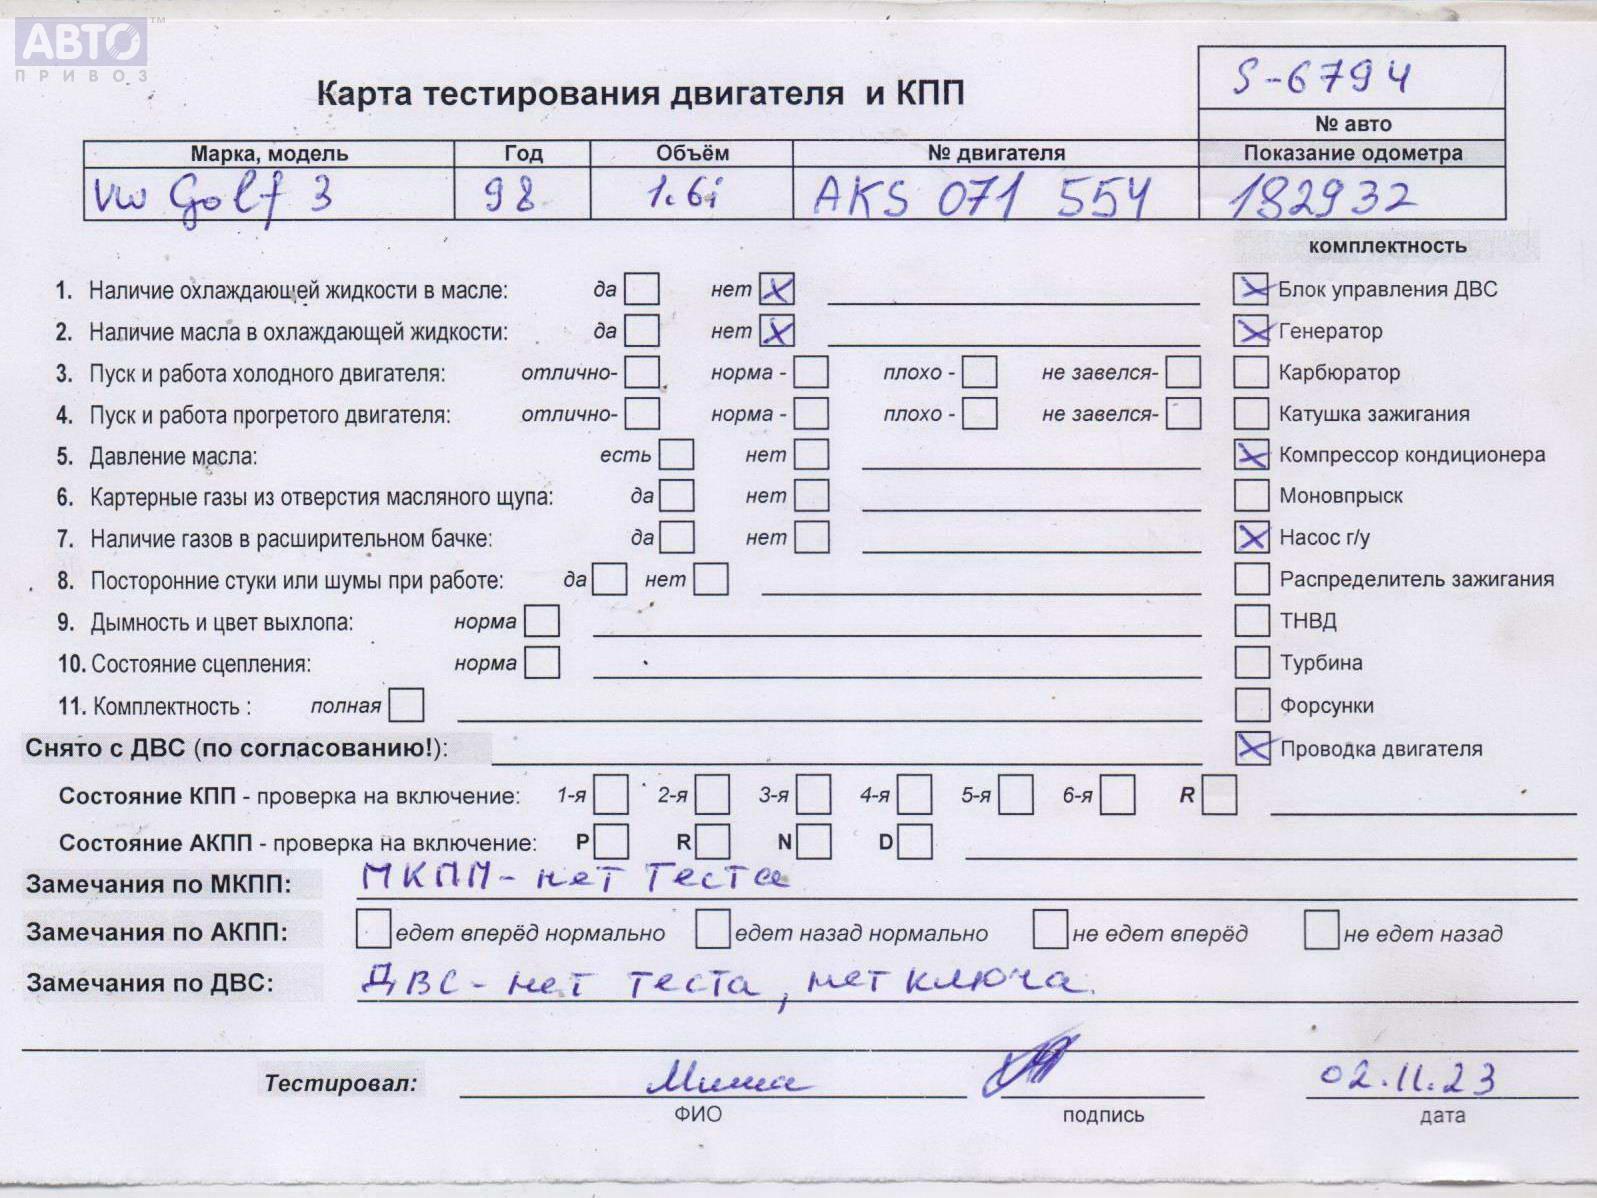 АВТО™
ПРИВОЗ
S-6794
Карта тестирования двигателя и КПП
№ авто
Марка, модель Год Объём № двигателя Показание одометра
VW Golf 3 98 1.6i AKS 071 554 182932
комплектность
1. Наличие охлаждающей жидкости в масле: да нет X X Блок управления ДВС
2. Наличие масла в охлаждающей жидкости: да нет X X Генератор
3. Пуск и работа холодного двигателя: отлично- норма - плохо - не завелся- Карбюратор
4. Пуск и работа прогретого двигателя: отлично- норма - плохо - не завелся- Катушка зажигания
5. Давление масла: есть нет X Компрессор кондиционера
6. Картерные газы из отверстия масляного щупа: да нет Моновпрыск
7. Наличие газов в расширительном бачке: да нет X Насос г/у
8. Посторонние стуки или шумы при работе: да нет Распределитель зажигания
9. Дымность и цвет выхлопа: норма ТНВД
10. Состояние сцепления: норма Турбина
11. Комплектность : полная Форсунки
Снято с ДВС (по согласованию!): X Проводка двигателя
Состояние КПП - проверка на включение: 1-я 2-я 3-я 4-я 5-я 6-я R
Состояние АКПП - проверка на включение: P R N D
Замечания по МКПП: МКПП - нет теста
Замечания по АКПП: едет вперёд нормально едет назад нормально не едет вперёд не едет назад
Замечания по ДВС: ДВС - нет теста, нет ключа.
Тестировал: Миша 02.11.23
ФИО подпись дата